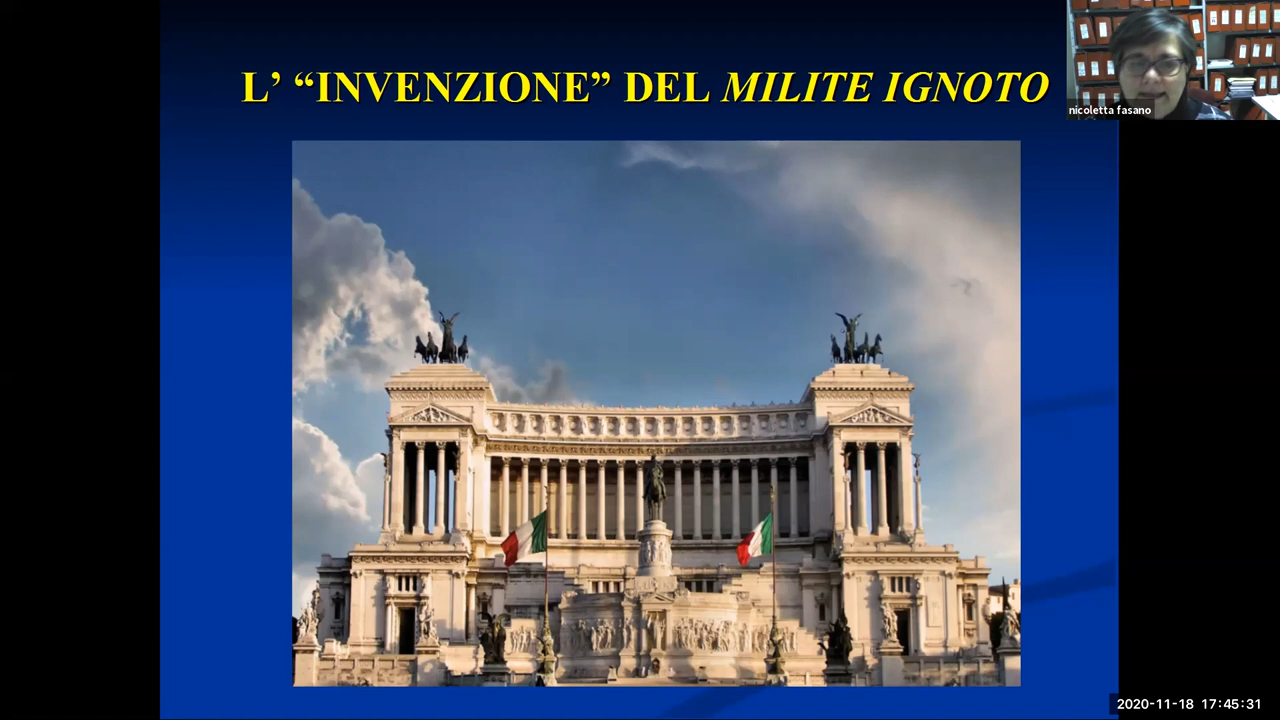 L’ “INVENZIONE” DEL MILITE IGNOTO
nicoletta fasano
2020-11-18 17:45:31